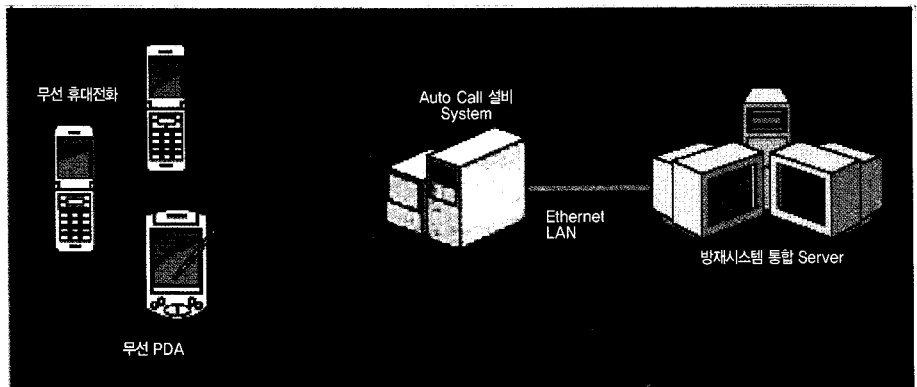 무선 휴대전화
Auto Call 설비
System
Ethernet
LAN
방재시스템 통합 Server
무선 PDA